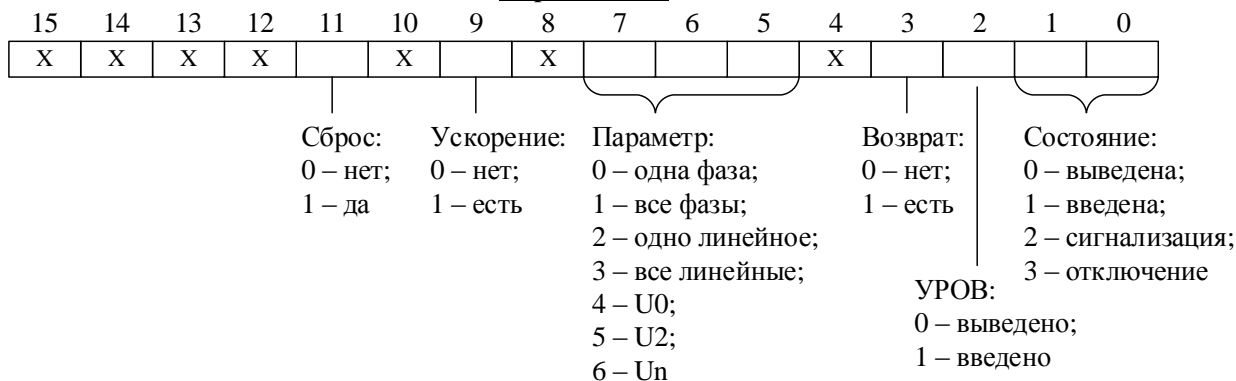 15 14 13 12 11 10 9 8 7 6 5 4 3 2 1 0
X X X X X X X
Сброс: Ускорение: Параметр: Возврат: Состояние:
0 – нет; 0 – нет; 0 – одна фаза; 0 – нет; 0 – выведена;
1 – да 1 – есть 1 – все фазы; 1 – есть 1 – введена;
2 – одно линейное; 2 – сигнализация;
3 – все линейные; 3 – отключение
4 – U0; УРОВ:
5 – U2; 0 – выведено;
6 – Un 1 – введено